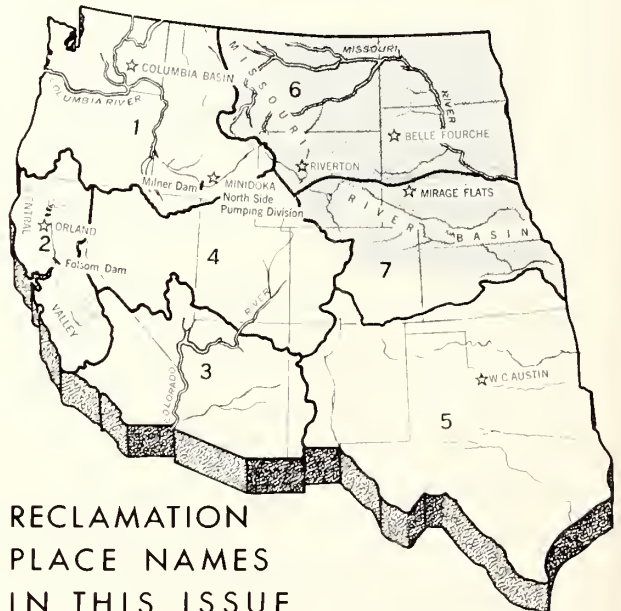 MISSOURI
MISSOURI
RIVER
☆ COLUMBIA BASIN
COLUMBIA RIVER
6
1
☆ BELLE FOURCHE
☆ RIVERTON
Milner Dam
☆ MINIDOKA
North Side
Pumping Division
☆ MIRAGE FLATS
RIVER BASIN
CENTRAL
VALLEY
☆ ORLAND
2
Folsom Dam
4
7
RIVER
COLORADO
3
☆ W. C. AUSTIN
5
RECLAMATION
PLACE NAMES
IN THIS ISSUE